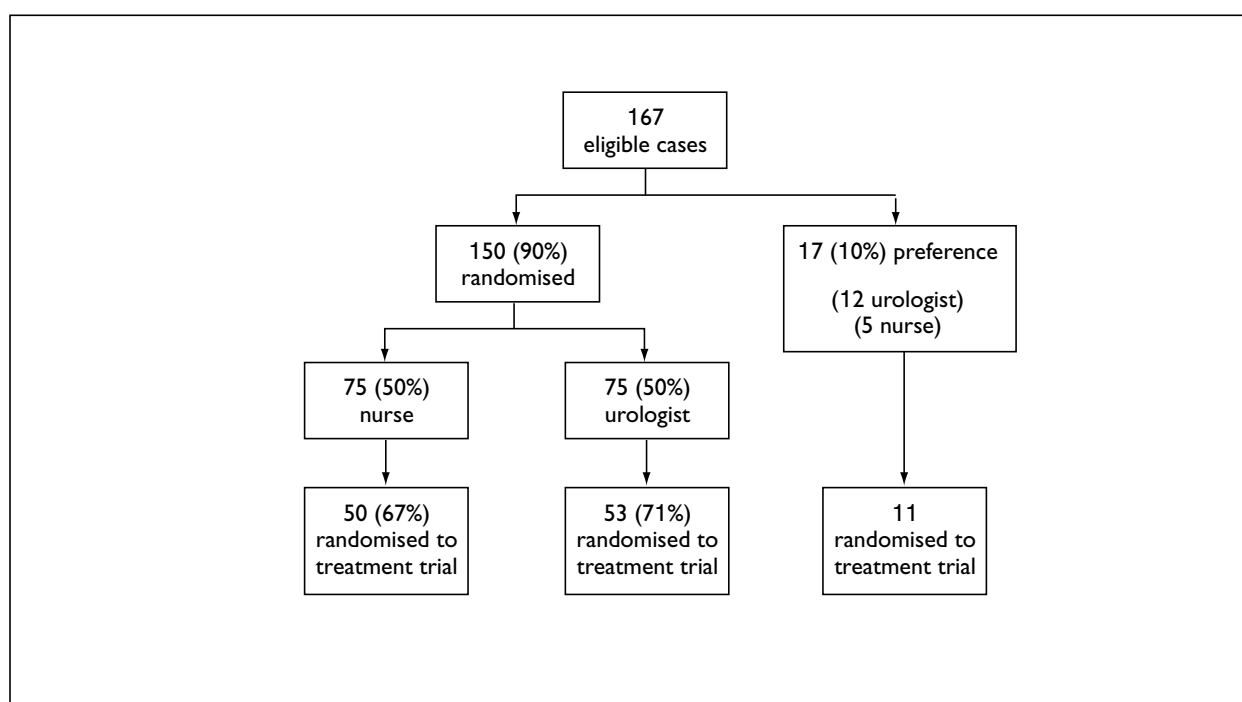 167
eligible cases
150 (90%)
randomised
17 (10%) preference
(12 urologist)
(5 nurse)
75 (50%)
nurse
75 (50%)
urologist
50 (67%)
randomised to
treatment trial
53 (71%)
randomised to
treatment trial
11
randomised to
treatment trial